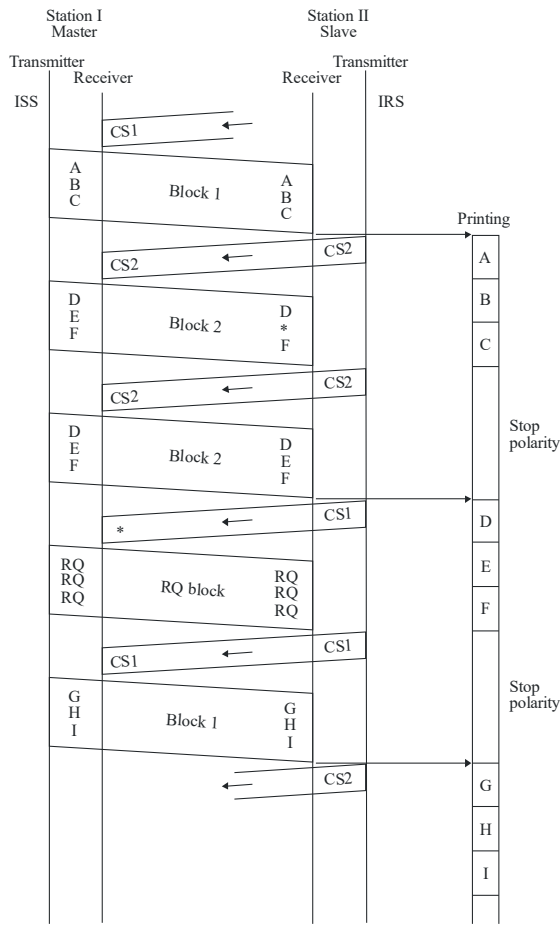 Station I
Master
Station II
Slave
Transmitter
Receiver
Receiver
Transmitter
ISS
IRS
CS1
A
B
C
Block 1
A
B
C
Printing
CS2
CS2
A
B
C
D
E
F
Block 2
D
*
F
CS2
CS2
Stop
polarity
D
E
F
Block 2
D
E
F
*
CS1
D
E
F
RQ
RQ
RQ
RQ block
RQ
RQ
RQ
CS1
CS1
Stop
polarity
G
H
I
Block 1
G
H
I
CS2
G
H
I